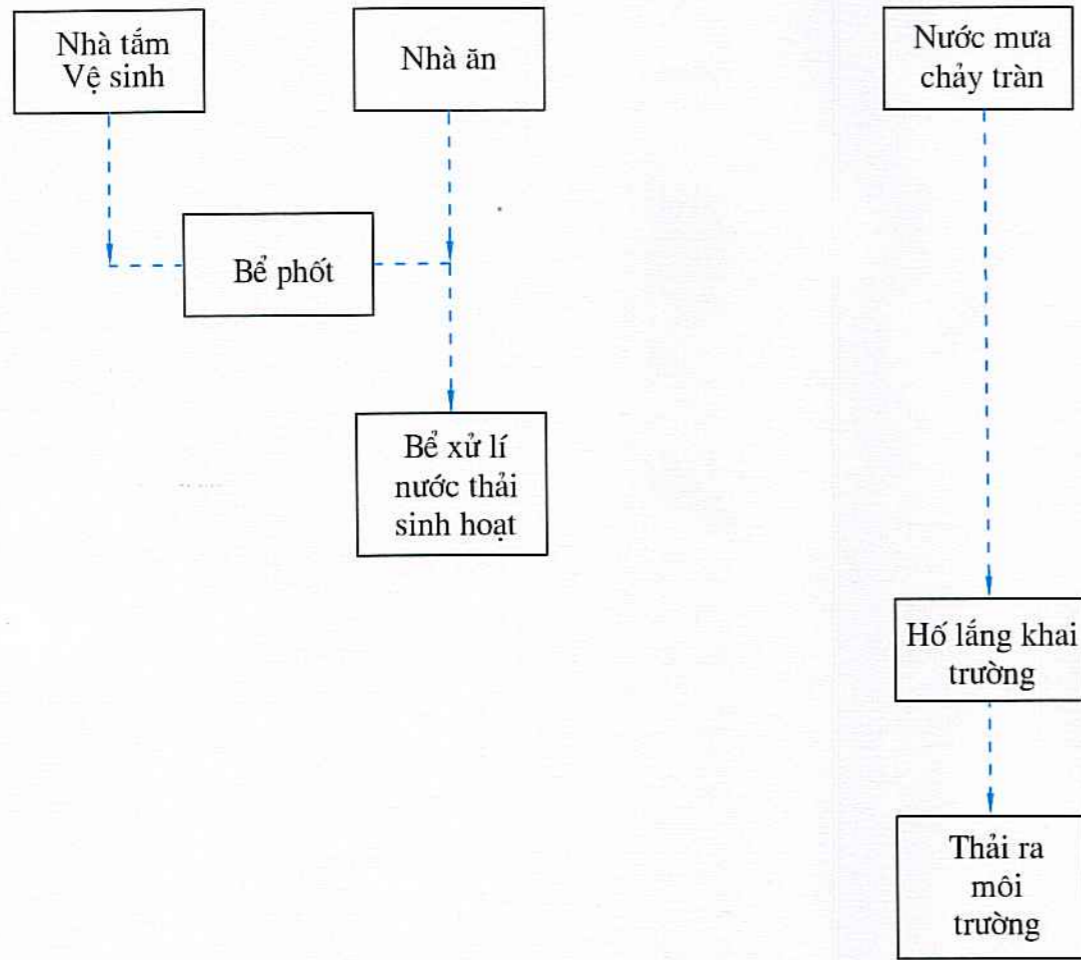 Nhà tắm
Vệ sinh
Nhà ăn
Nước mưa
chảy tràn
Bể phốt
Bể xử lí
nước thải
sinh hoạt
Hố lắng khai
trường
Thải ra
môi
trường